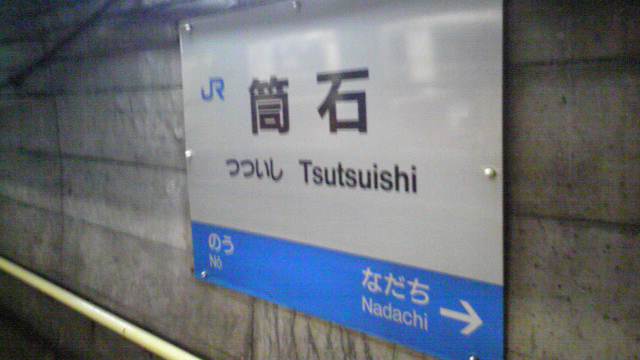 JR 筒石
つついし Tsutsuishi
のう
Nō
なだち
Nadachi →